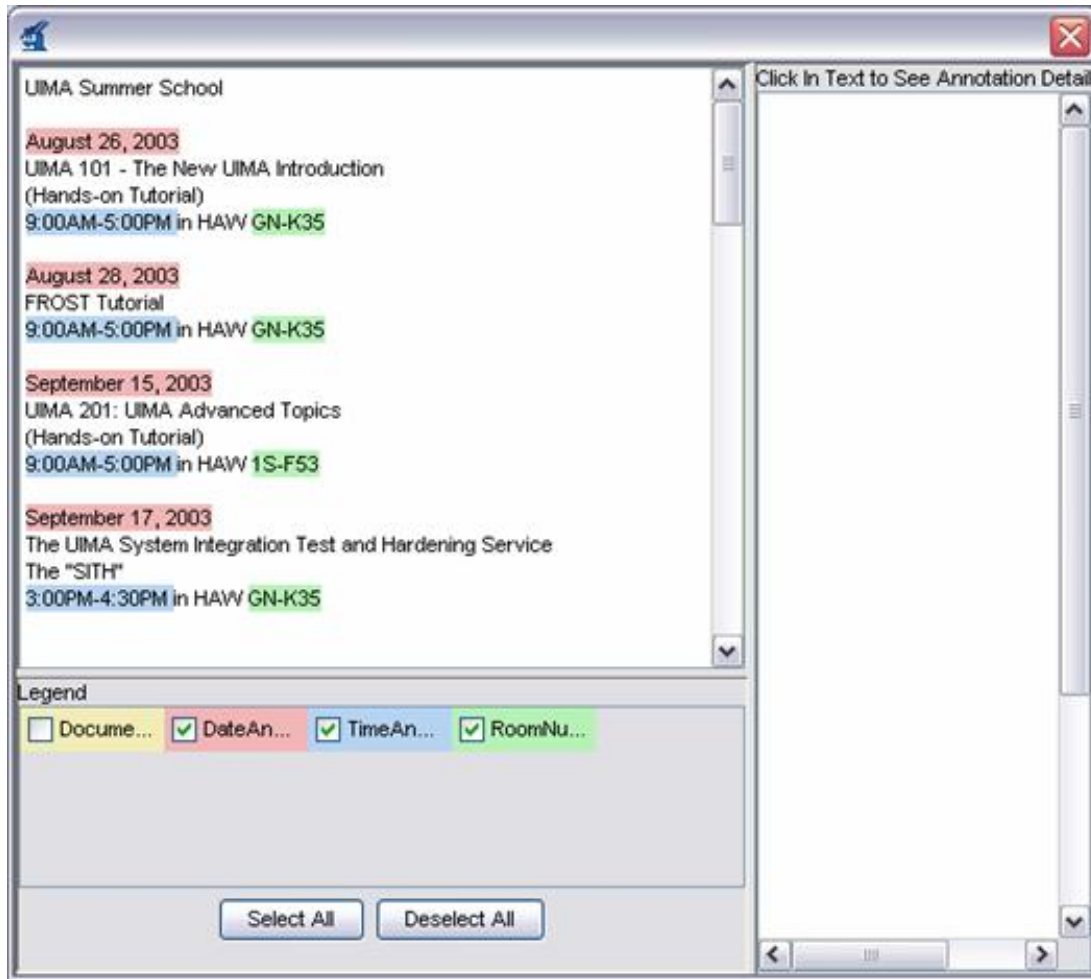 UIMA Summer School
August 26, 2003
UIMA 101 - The New UIMA Introduction
(Hands-on Tutorial)
9:00AM-5:00PM in HAW GN-K35
August 28, 2003
FROST Tutorial
9:00AM-5:00PM in HAW GN-K35
September 15, 2003
UIMA 201: UIMA Advanced Topics
(Hands-on Tutorial)
9:00AM-5:00PM in HAW 1S-F53
September 17, 2003
The UIMA System Integration Test and Hardening Service
The "SITH"
3:00PM-4:30PM in HAW GN-K35
Legend
Docume... DateAn... TimeAn... RoomNu...
Select All Deselect All
Click In Text to See Annotation Detail